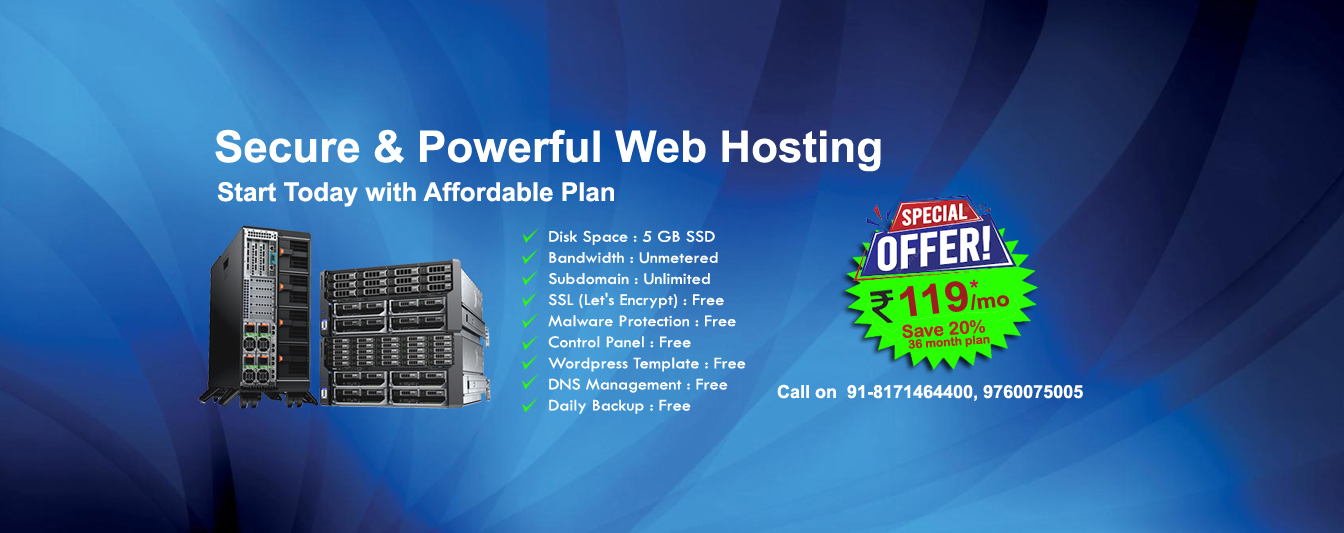 Secure & Powerful Web Hosting
Start Today with Affordable Plan
Disk Space : 5 GB SSD
Bandwidth : Unmetered
Subdomain : Unlimited
SSL (Let's Encrypt) : Free
Malware Protection : Free
Control Panel : Free
Wordpress Template : Free
DNS Management : Free
Daily Backup : Free
SPECIAL
OFFER!
₹119*/mo
Save 20%
36 month plan
Call on 91-8171464400, 9760075005